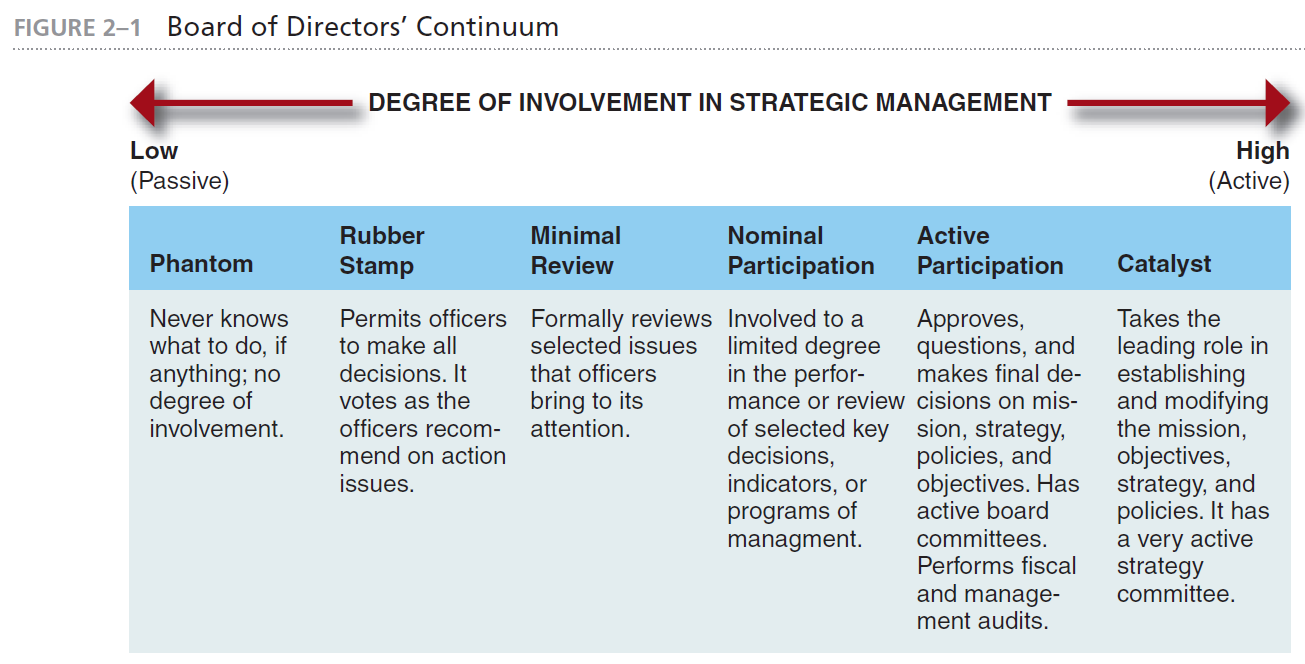 FIGURE 2–1 Board of Directors’ Continuum
DEGREE OF INVOLVEMENT IN STRATEGIC MANAGEMENT
Low
(Passive)
High
(Active)
Phantom
Never knows
what to do, if
anything; no
degree of
involvement.
Rubber
Stamp
Permits officers
to make all
decisions. It
votes as the
officers recom-
mend on action
issues.
Minimal
Review
Formally reviews
selected issues
that officers
bring to its
attention.
Nominal
Participation
Involved to a
limited degree
in the perfor-
mance or review
of selected key
decisions,
indicators, or
programs of
managment.
Active
Participation
Approves,
questions, and
makes final de-
cisions on mis-
sion, strategy,
policies, and
objectives. Has
active board
committees.
Performs fiscal
and manage-
ment audits.
Catalyst
Takes the
leading role in
establishing
and modifying
the mission,
objectives,
strategy, and
policies. It has
a very active
strategy
committee.